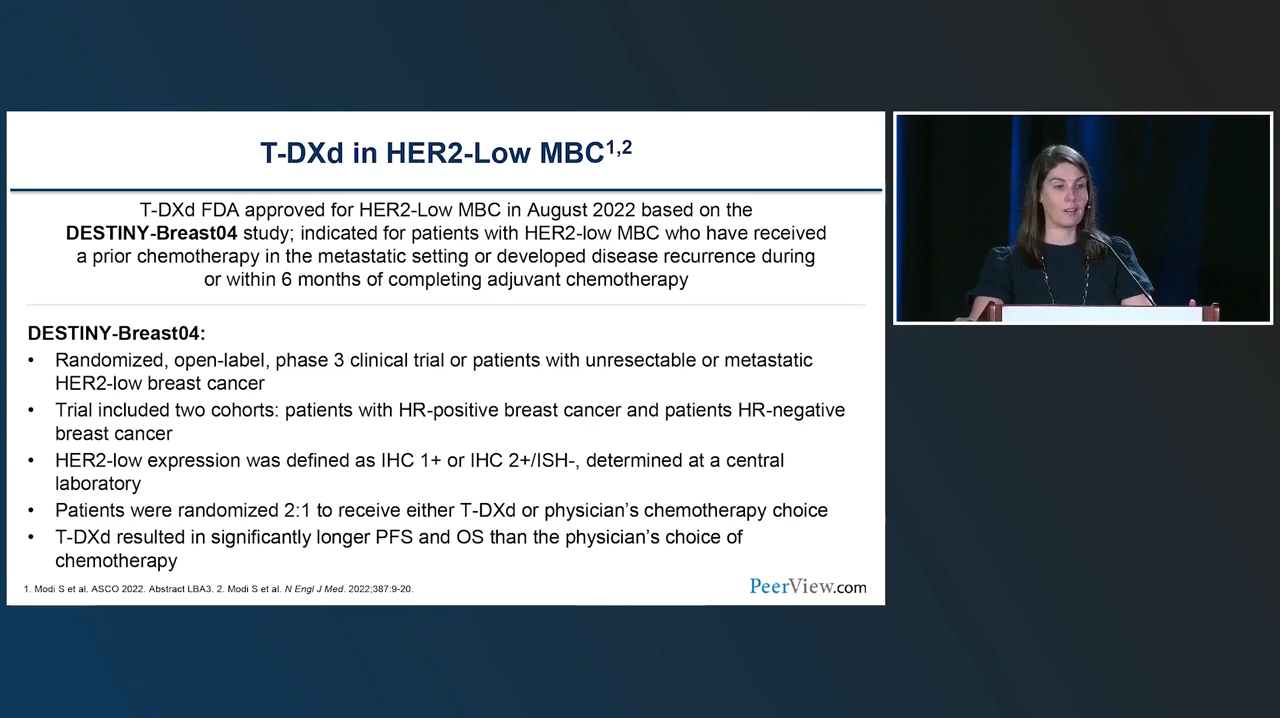 T-DXd in HER2-Low MBC1,2
T-DXd FDA approved for HER2-Low MBC in August 2022 based on the
DESTINY-Breast04 study; indicated for patients with HER2-low MBC who have received
a prior chemotherapy in the metastatic setting or developed disease recurrence during
or within 6 months of completing adjuvant chemotherapy
DESTINY-Breast04:
• Randomized, open-label, phase 3 clinical trial or patients with unresectable or metastatic
HER2-low breast cancer
• Trial included two cohorts: patients with HR-positive breast cancer and patients HR-negative
breast cancer
• HER2-low expression was defined as IHC 1+ or IHC 2+/ISH-, determined at a central
laboratory
• Patients were randomized 2:1 to receive either T-DXd or physician’s chemotherapy choice
• T-DXd resulted in significantly longer PFS and OS than the physician’s choice of
chemotherapy
1. Modi S et al. ASCO 2022. Abstract LBA3. 2. Modi S et al. N Engl J Med. 2022;387:9-20.
PeerView.com